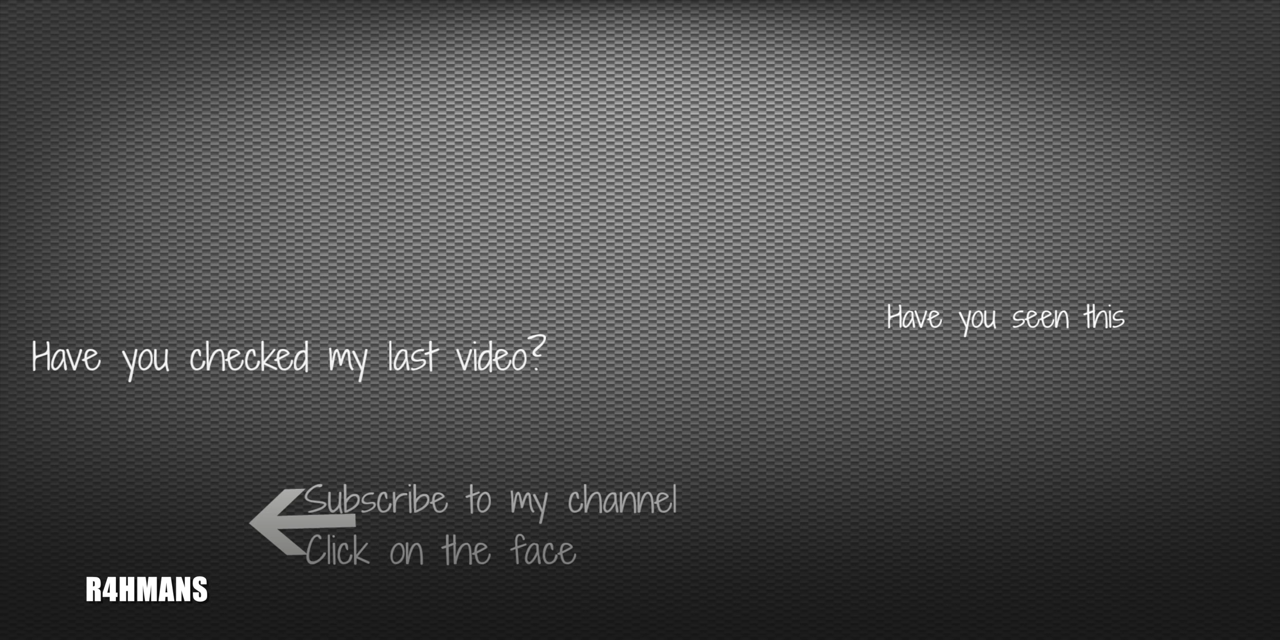 Have you seen this
Have you checked my last video?
Subscribe to my channel
Click on the face
R4HMANS